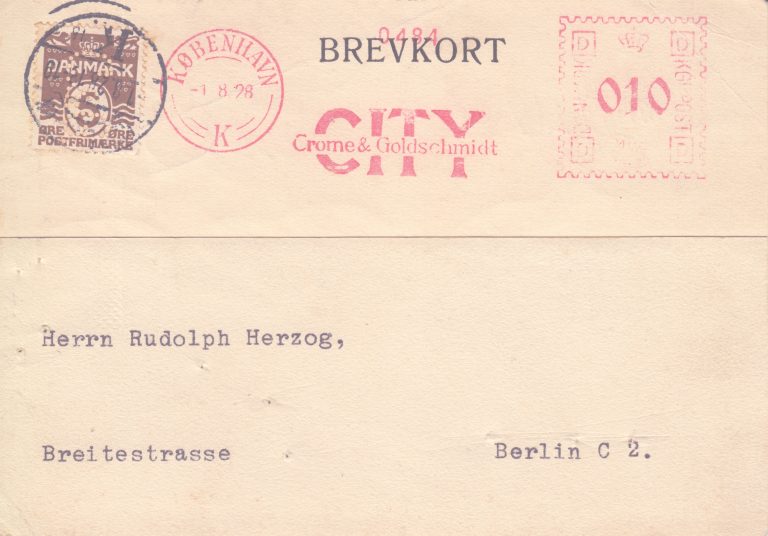 0484
BREVKORT
DANMARK
5
ØRE ØRE
POSTFRIMÆRKE
KØBENHAVN
-1.8.28
K
CITY
Crome & Goldschmidt
010
Herrn Rudolph Herzog,
Breitestrasse Berlin C 2.